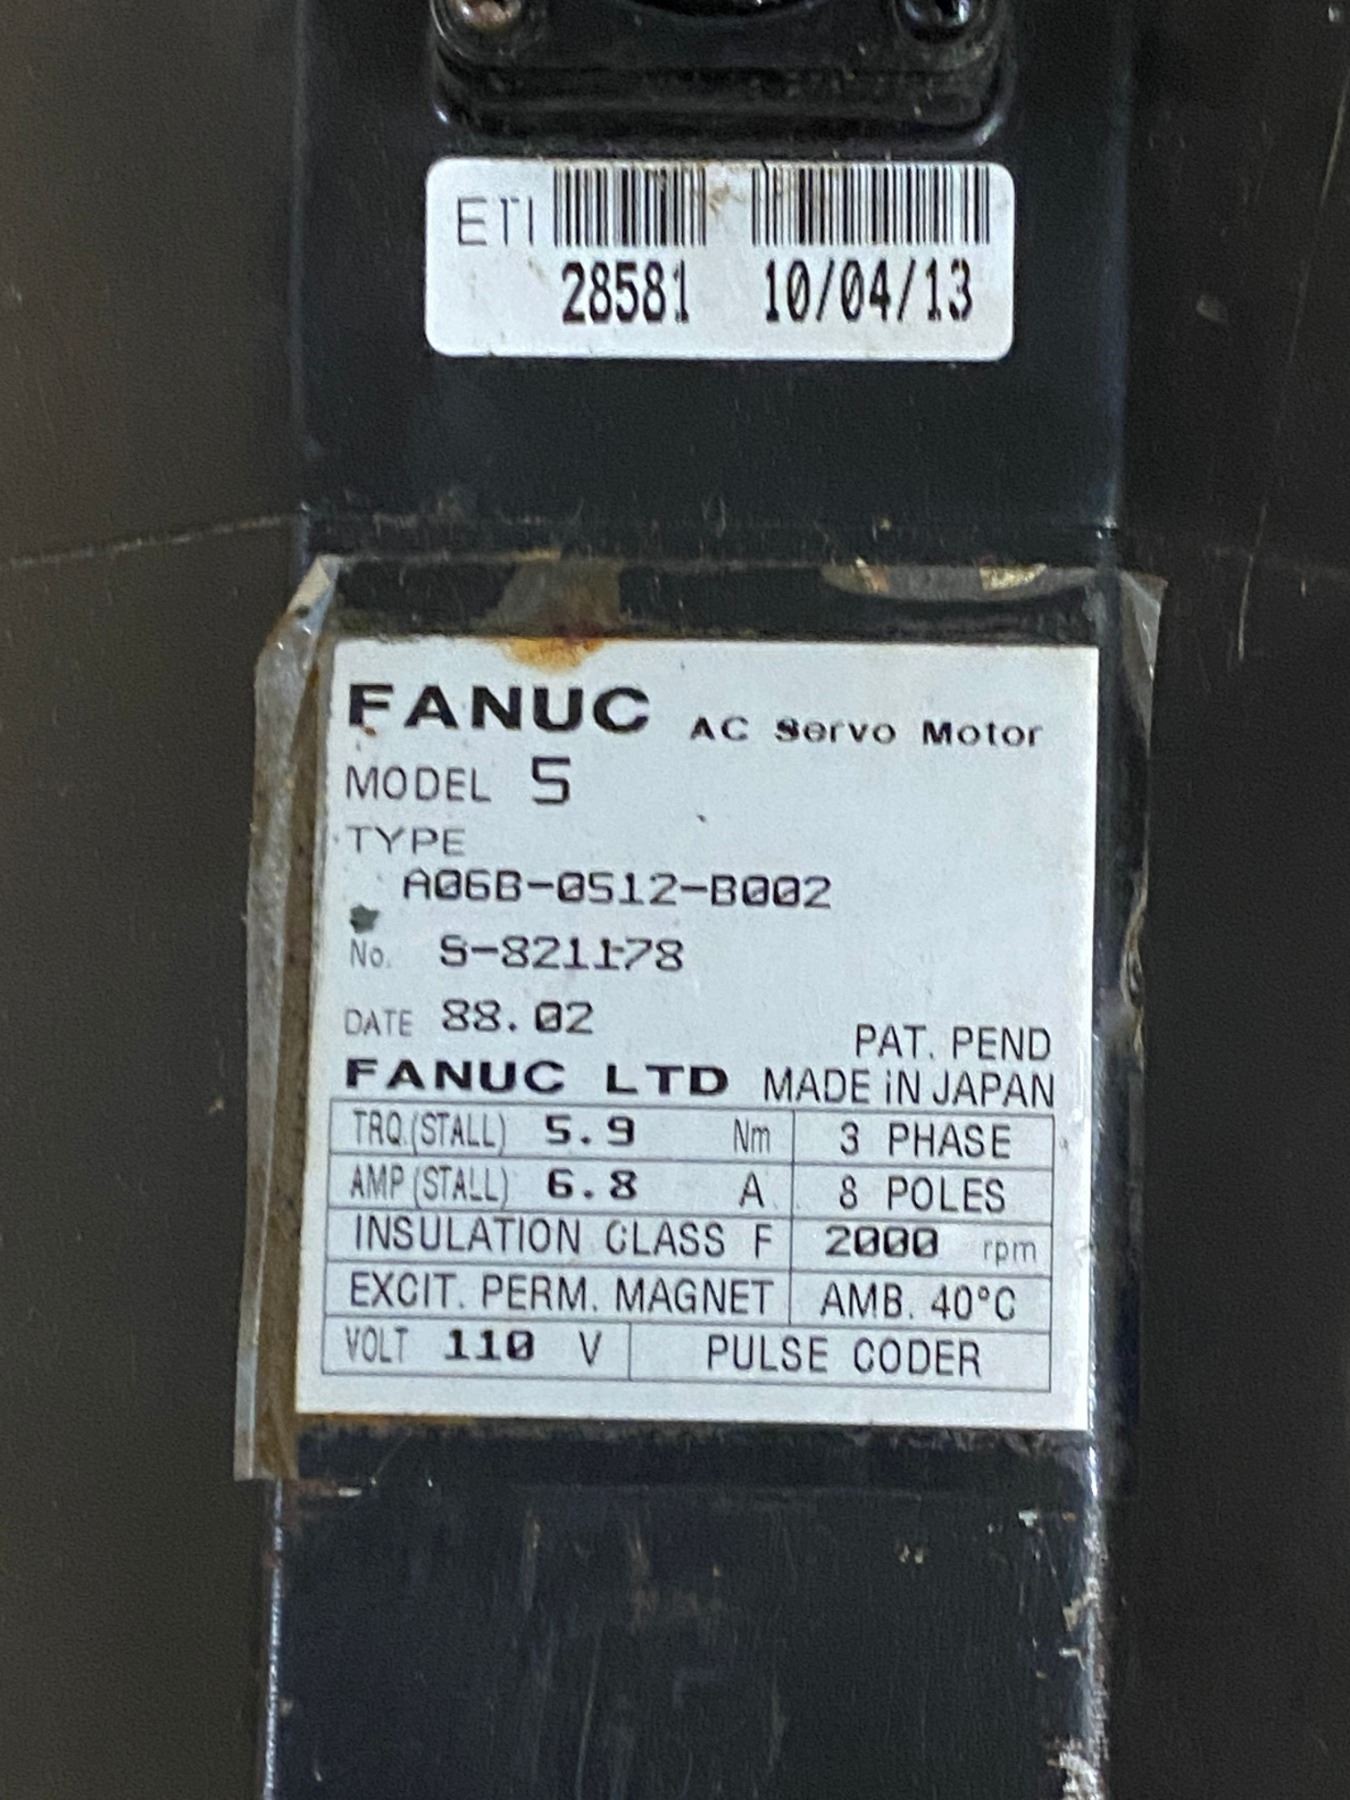 ETI
28581 10/04/13
FANUC AC Servo Motor
MODEL 5
TYPE
A06B-0512-B002
No. S-821178
DATE 88.02
PAT. PEND
FANUC LTD MADE IN JAPAN
TRQ.(STALL) 5.9 Nm 3 PHASE
AMP(STALL) 6.8 A 8 POLES
INSULATION CLASS F 2000 rpm
EXCIT. PERM. MAGNET AMB. 40°C
VOLT 110 V PULSE CODER